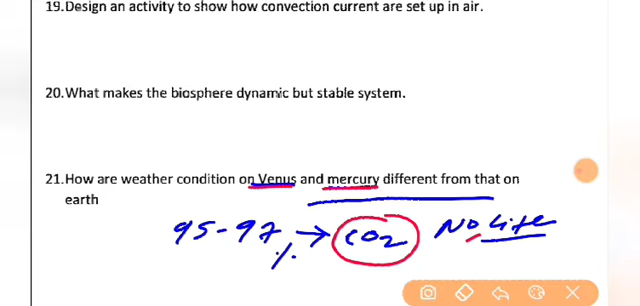 19.Design an activity to show how convection current are set up in air.
20.What makes the biosphere dynamic but stable system.
21.How are weather condition on Venus and mercury different from that on
earth
95-97% → CO2 No Life